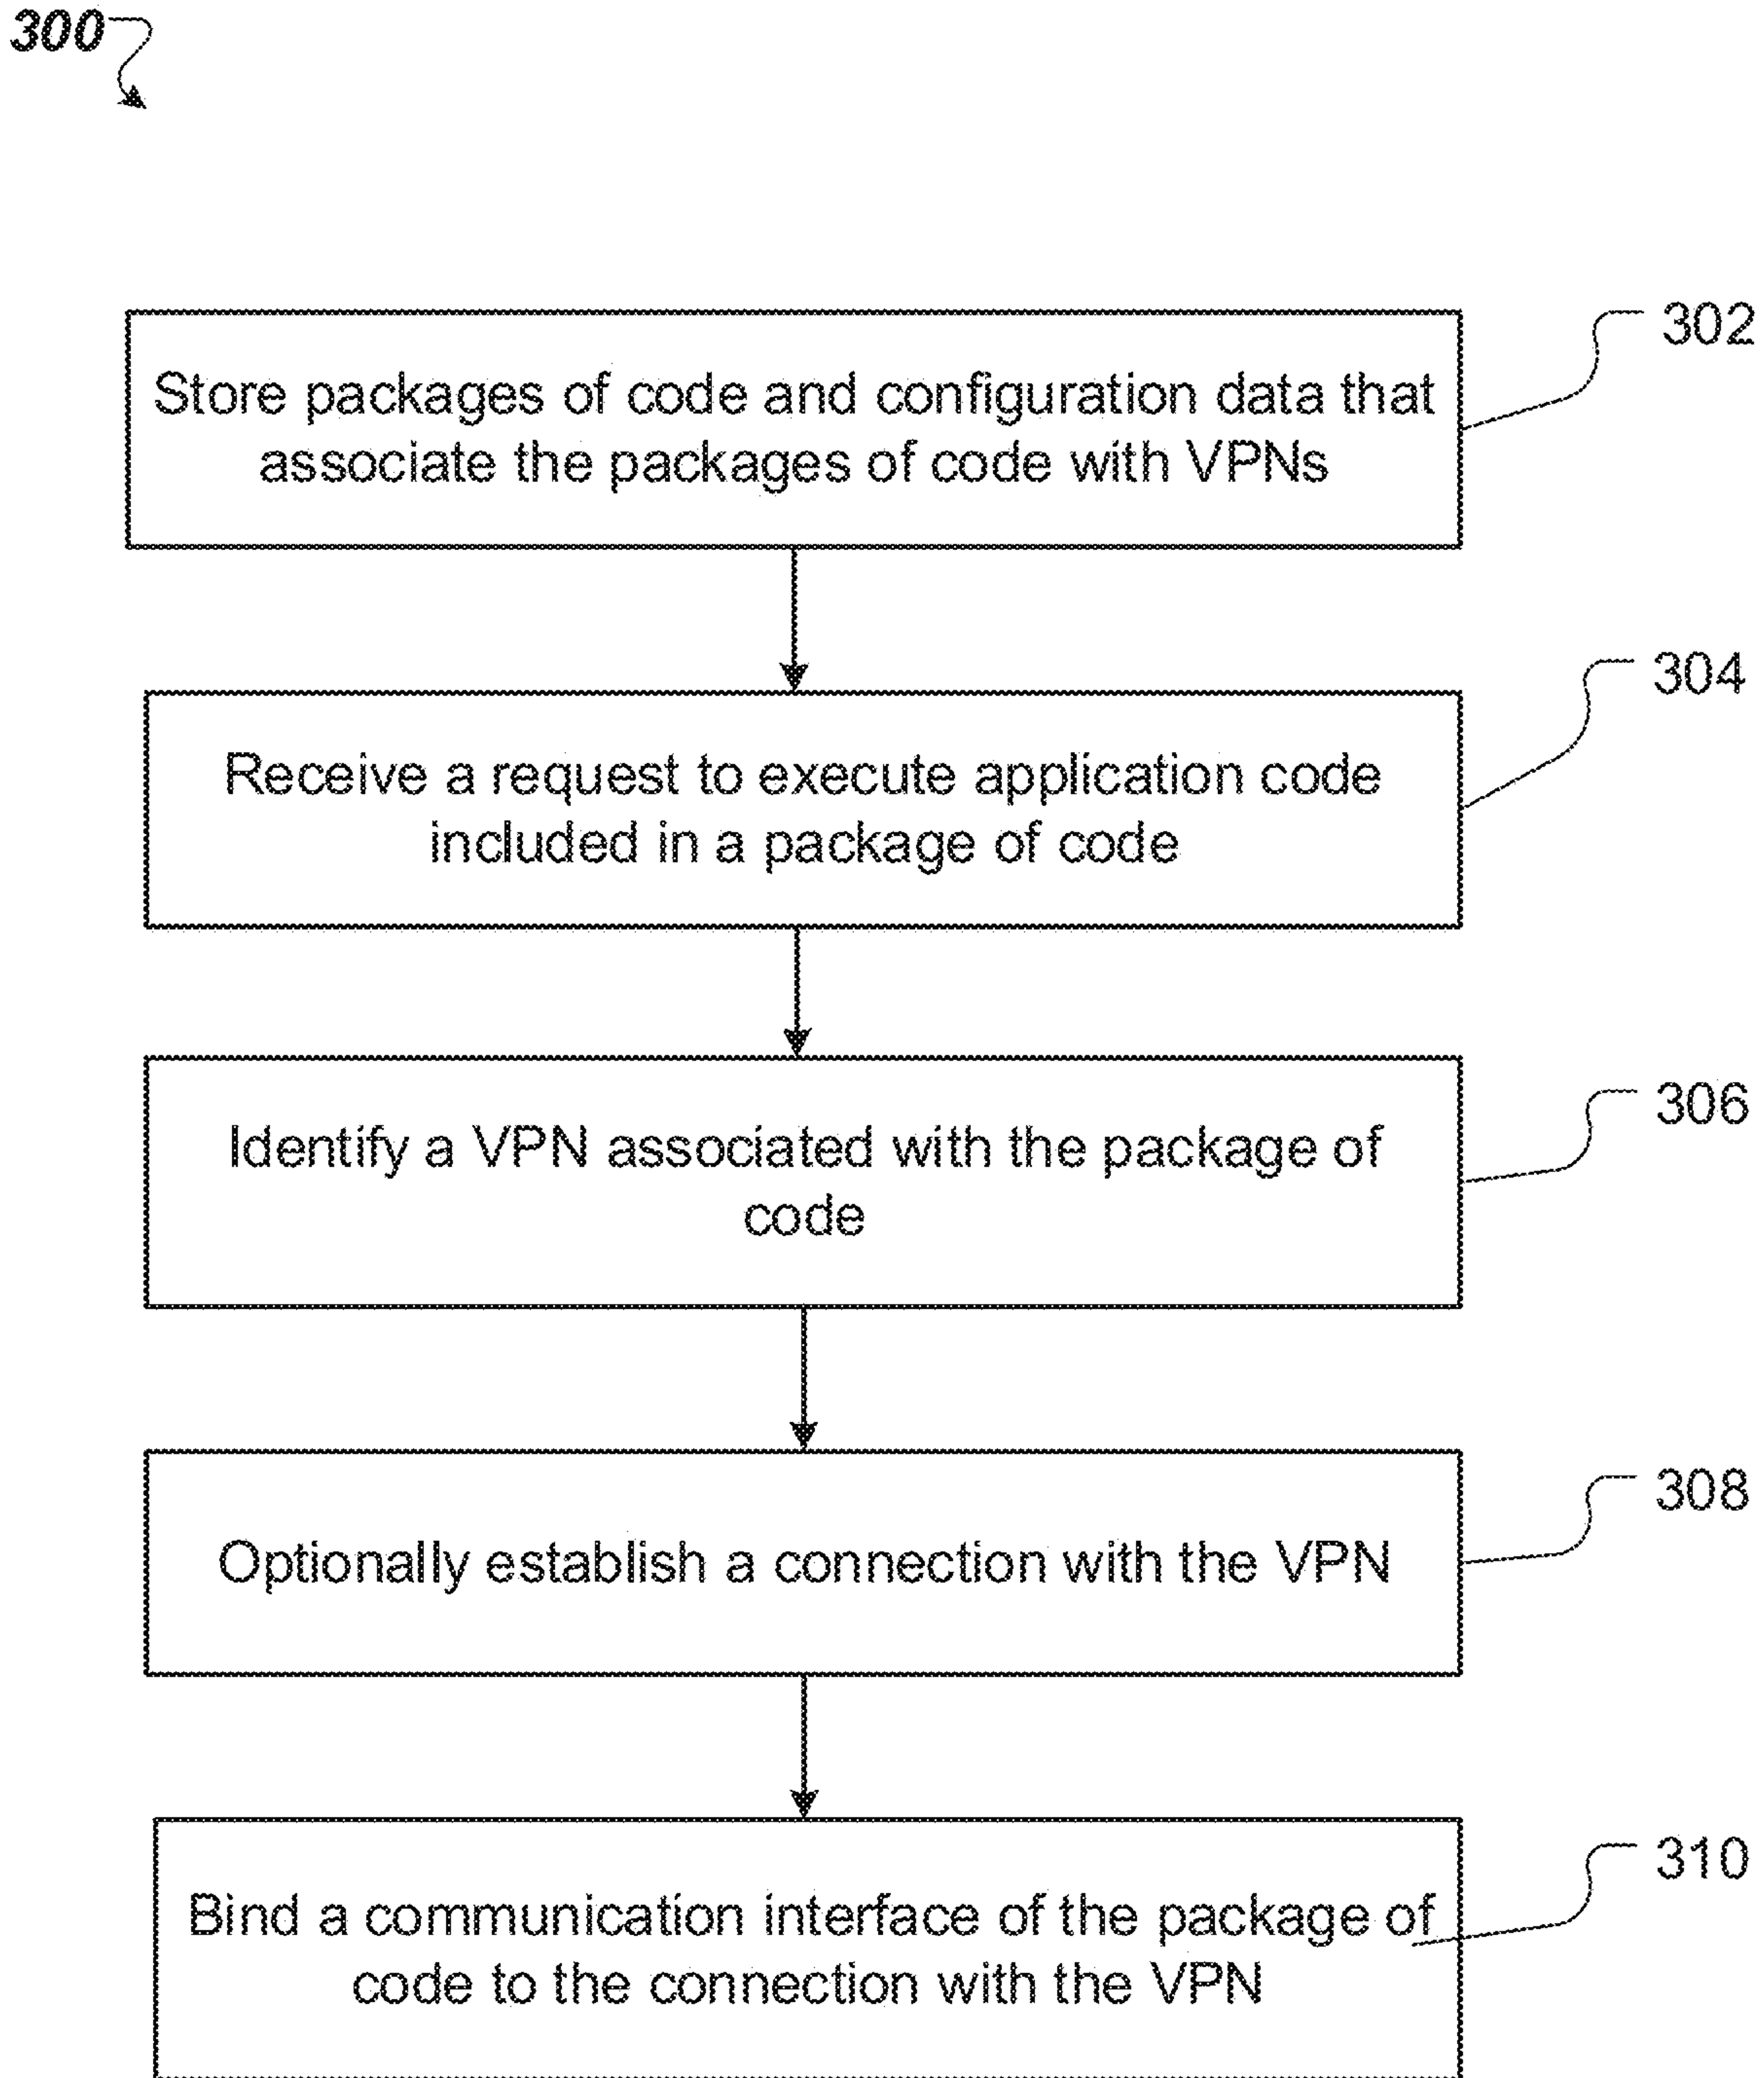 300
302
Store packages of code and configuration data that
associate the packages of code with VPNs
304
Receive a request to execute application code
included in a package of code
306
Identify a VPN associated with the package of
code
308
Optionally establish a connection with the VPN
310
Bind a communication interface of the package of
code to the connection with the VPN